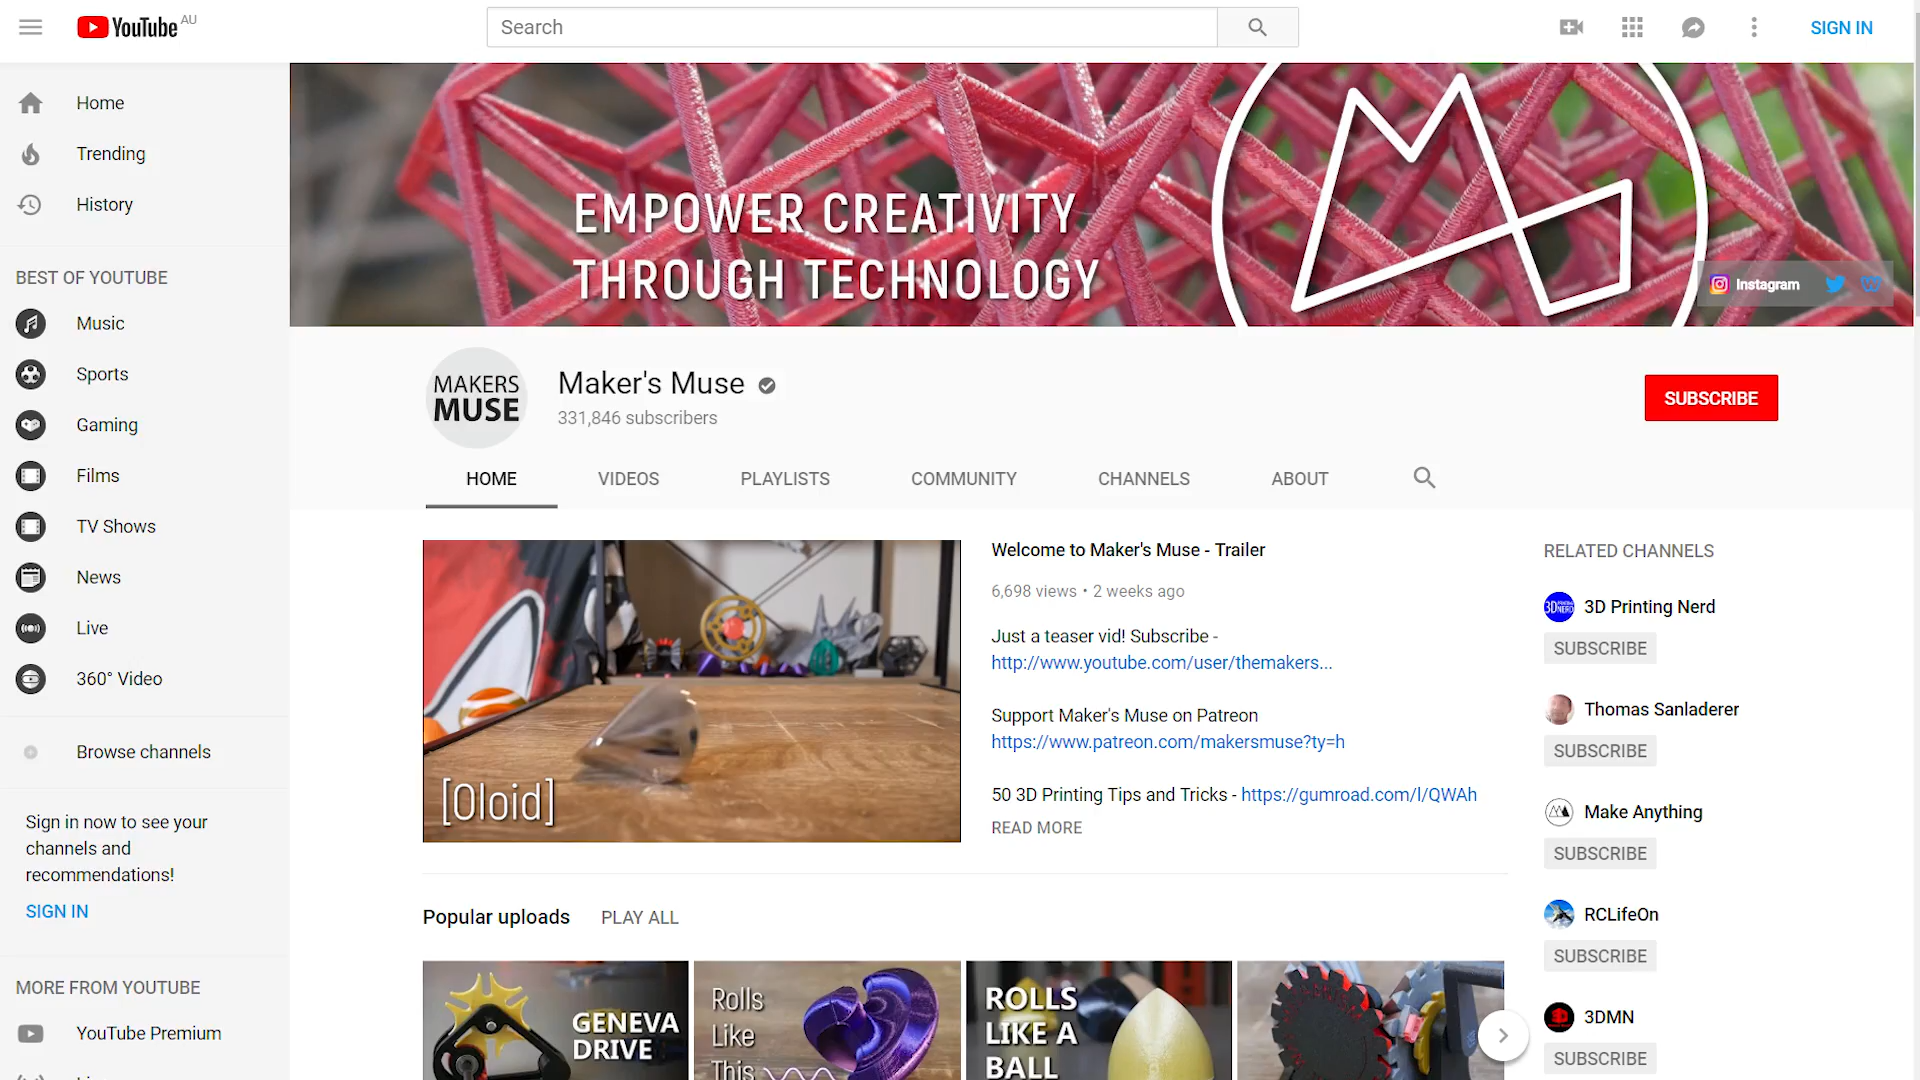 YouTube AU
Search
SIGN IN
Home
Trending
History
BEST OF YOUTUBE
Music
Sports
Gaming
Films
TV Shows
News
Live
360° Video
Browse channels
Sign in now to see your
channels and
recommendations!
SIGN IN
MORE FROM YOUTUBE
YouTube Premium
EMPOWER CREATIVITY
THROUGH TECHNOLOGY
Instagram
MAKERS
MUSE
Maker's Muse
331,846 subscribers
SUBSCRIBE
HOME VIDEOS PLAYLISTS COMMUNITY CHANNELS ABOUT
[Oloid]
Welcome to Maker's Muse - Trailer
6,698 views • 2 weeks ago
Just a teaser vid! Subscribe -
http://www.youtube.com/user/themakers...
Support Maker's Muse on Patreon
https://www.patreon.com/makersmuse?ty=h
50 3D Printing Tips and Tricks - https://gumroad.com/l/QWAh
READ MORE
Popular uploads PLAY ALL
GENEVA
DRIVE
Rolls
Like
This
ROLLS
LIKE A
BALL
RELATED CHANNELS
3D Printing Nerd
SUBSCRIBE
Thomas Sanladerer
SUBSCRIBE
Make Anything
SUBSCRIBE
RCLifeOn
SUBSCRIBE
3DMN
SUBSCRIBE